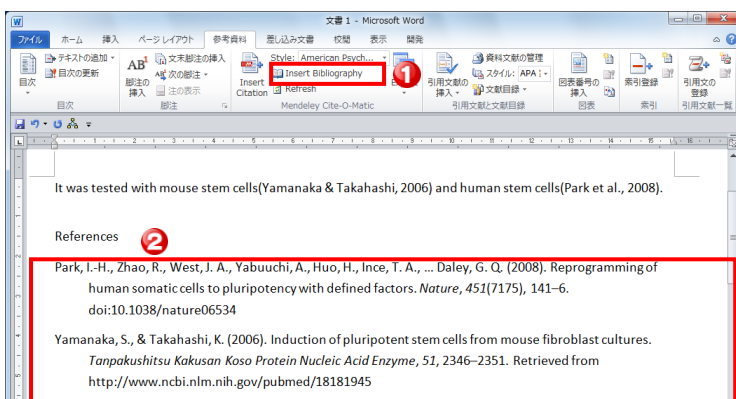 文書 1 - Microsoft Word
ファイル ホーム 挿入 ページ レイアウト 参考資料 差し込み文書 校閲 表示 開発
目次
テキストの追加
目次の更新
目次
AB1
脚注の挿入
文末脚注の挿入
次の脚注
注の表示
脚注
Insert Citation
Style: American Psych...
Insert Bibliography
Refresh
1
Mendeley Cite-O-Matic
引用文献の挿入
資料文献の管理
スタイル: APA
文献目録
引用文献と文献目録
図表番号の挿入
図表
索引登録
索引
引用文の登録
引用文献一覧
It was tested with mouse stem cells(Yamanaka & Takahashi, 2006) and human stem cells(Park et al., 2008).
References
2
Park, I.-H., Zhao, R., West, J. A., Yabuuchi, A., Huo, H., Ince, T. A., … Daley, G. Q. (2008). Reprogramming of
human somatic cells to pluripotency with defined factors. Nature, 451(7175), 141–6.
doi:10.1038/nature06534
Yamanaka, S., & Takahashi, K. (2006). Induction of pluripotent stem cells from mouse fibroblast cultures.
Tanpakushitsu Kakusan Koso Protein Nucleic Acid Enzyme, 51, 2346–2351. Retrieved from
http://www.ncbi.nlm.nih.gov/pubmed/18181945